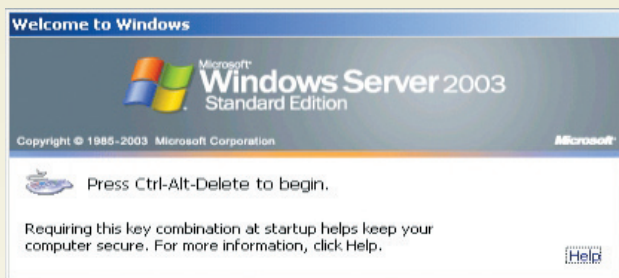 Welcome to Windows
Microsoft
Windows Server 2003
Standard Edition
Copyright © 1985-2003 Microsoft Corporation
Microsoft
Press Ctrl-Alt-Delete to begin.
Requiring this key combination at startup helps keep your
computer secure. For more information, click Help.
Help